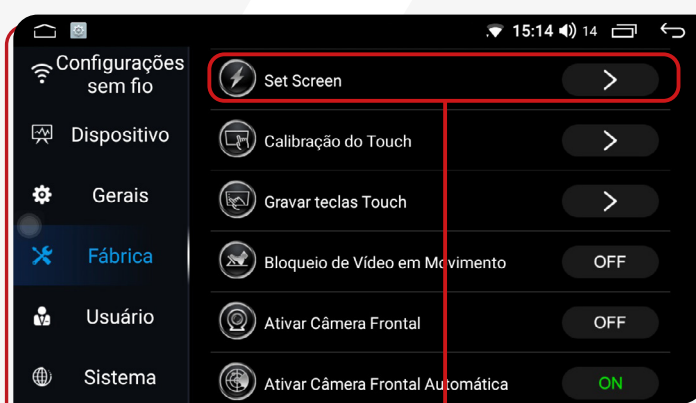 15:14 14
Configurações
sem fio
Dispositivo
Gerais
Fábrica
Usuário
Sistema
Set Screen
Calibração do Touch
Gravar teclas Touch
Bloqueio de Vídeo em Movimento OFF
Ativar Câmera Frontal OFF
Ativar Câmera Frontal Automática ON